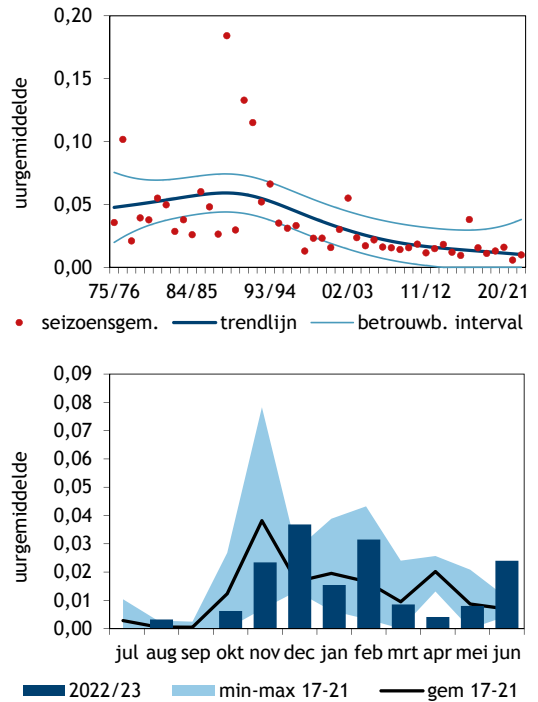 0,20
0,15
0,10
0,05
0,00
uurgemiddelde
75/76 84/85 93/94 02/03 11/12 20/21
seizoensgem. trendlijn betrouwb. interval
0,09
0,08
0,07
0,06
0,05
0,04
0,03
0,02
0,01
0,00
uurgemiddelde
jul aug sep okt nov dec jan feb mrt apr mei jun
2022/23 min-max 17-21 gem 17-21